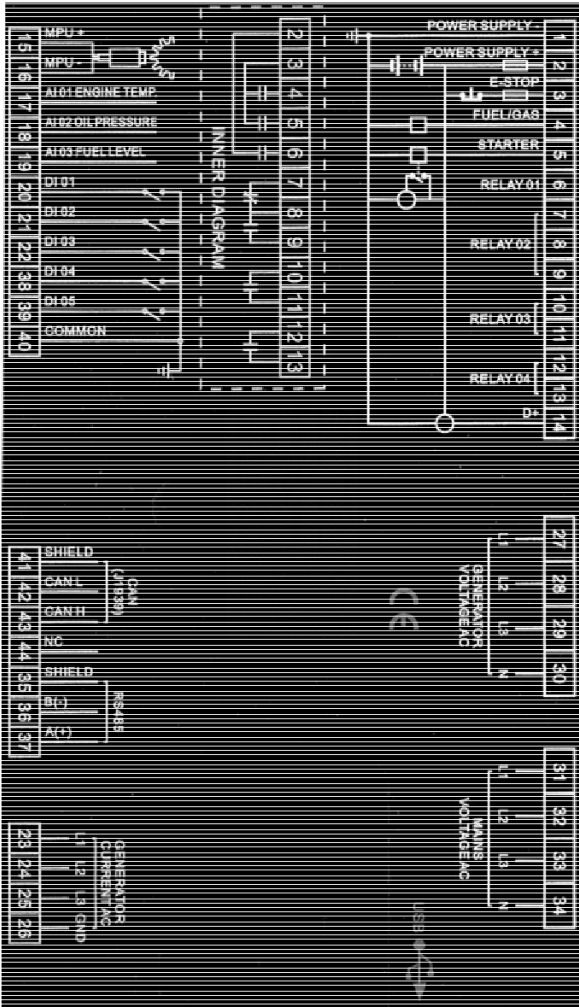 15 MPU +
16 MPU -
17 AI 01 ENGINE TEMP.
18 AI 02 OIL PRESSURE
19 AI 03 FUEL LEVEL
20 DI 01
21 DI 02
22 DI 03
38 DI 04
39 DI 05
40 COMMON
INNER DIAGRAM
2
3
4
5
6
7
8
9
10
11
12
13
POWER SUPPLY - 1
POWER SUPPLY + 2
E-STOP 3
FUEL/GAS 4
STARTER 5
RELAY 01 6
7
RELAY 02 8
9
10
RELAY 03 11
12
RELAY 04 13
D+ 14
41 SHIELD
42 CAN L
43 CAN H
CAN
(J1939)
44 NC
35 SHIELD
36 B(-)
37 A(+)
RS485
CE
GENERATOR
VOLTAGE AC
L1 27
L2 28
L3 29
N 30
MAINS
VOLTAGE AC
L1 31
L2 32
L3 33
N 34
23 L1
24 L2
25 L3
26 GND
GENERATOR
CURRENT AC
USB